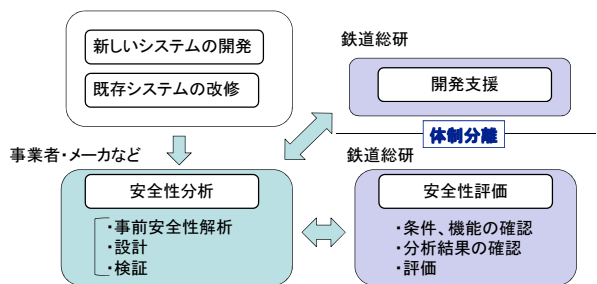 新しいシステムの開発
既存システムの改修
鉄道総研
開発支援
体制分離
事業者・メーカなど
鉄道総研
安全性分析
・事前安全性解析
・設計
・検証
安全性評価
・条件、機能の確認
・分析結果の確認
・評価